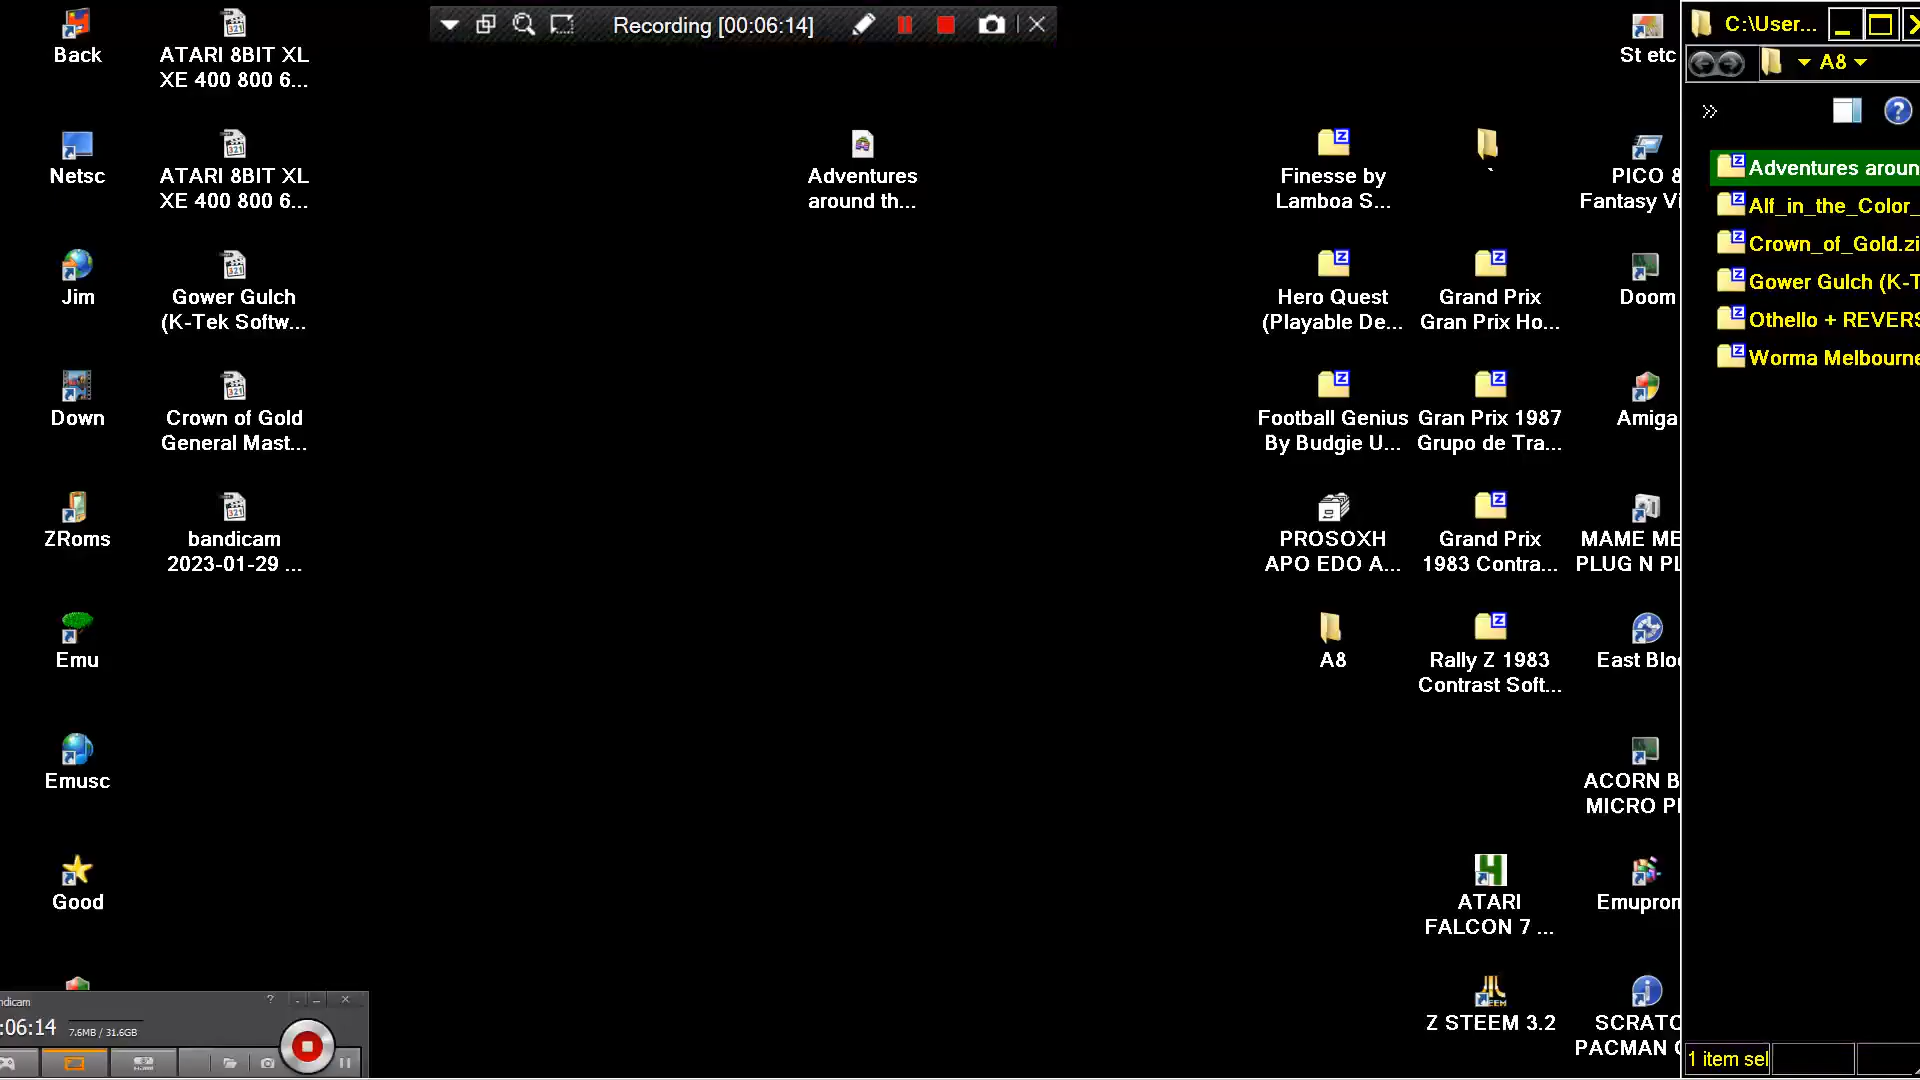 Recording [00:06:14]
Back
ATARI 8BIT XL
XE 400 800 6...
St etc
C:\User...
A8
Netsc
ATARI 8BIT XL
XE 400 800 6...
Adventures
around th...
Finesse by
Lamboa S...
`
PICO 8
Fantasy Vi
Adventures aroun
Alf_in_the_Color_
Crown_of_Gold.zi
Gower Gulch (K-T
Othello + REVERS
Worma Melbourne
Jim
Gower Gulch
(K-Tek Softw...
Hero Quest
(Playable De...
Grand Prix
Gran Prix Ho...
Doom
Down
Crown of Gold
General Mast...
Football Genius
By Budgie U...
Gran Prix 1987
Grupo de Tra...
Amiga
ZRoms
bandicam
2023-01-29 ...
PROSOXH
APO EDO A...
Grand Prix
1983 Contra...
MAME ME
PLUG N PL
Emu
A8
Rally Z 1983
Contrast Soft...
East Blo
Emusc
ACORN B
MICRO P
Good
ATARI
FALCON 7 ...
Emuprom
Z STEEM 3.2
SCRATC
PACMAN
ndicam
:06:14
7.6MB / 31.6GB
1 item sel